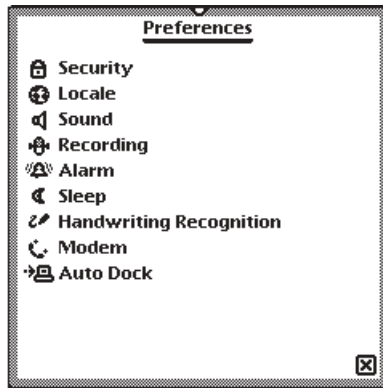 Preferences
Security
Locale
Sound
Recording
Alarm
Sleep
Handwriting Recognition
Modem
Auto Dock